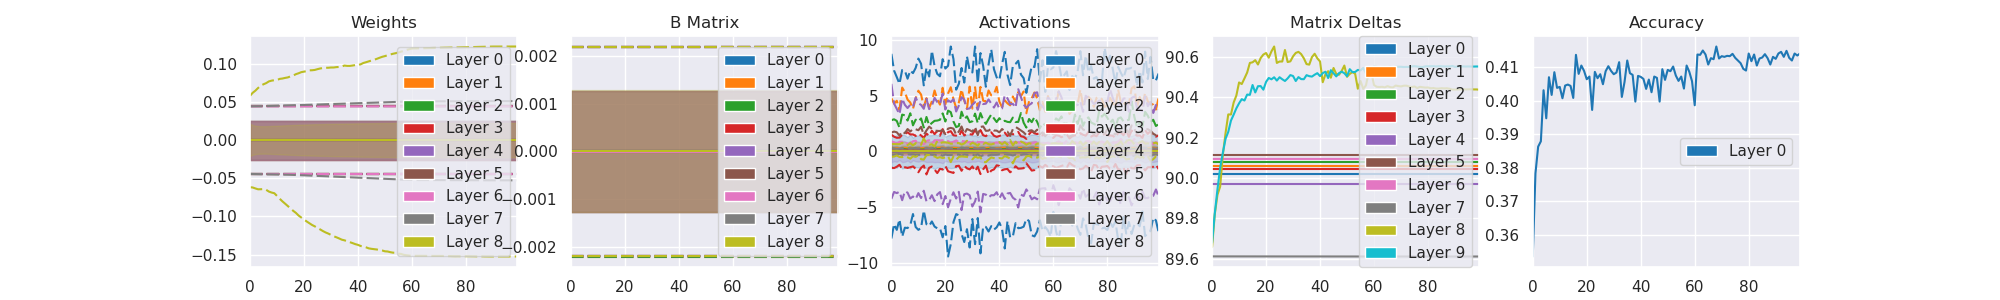 Weights
0.10
0.05
0.00
−0.05
−0.10
−0.15
0 20 40 60 80
Layer 0
Layer 1
Layer 2
Layer 3
Layer 4
Layer 5
Layer 6
Layer 7
Layer 8
B Matrix
0.002
0.001
0.000
−0.001
−0.002
0 20 40 60 80
Layer 0
Layer 1
Layer 2
Layer 3
Layer 4
Layer 5
Layer 6
Layer 7
Layer 8
Activations
10
5
0
−5
−10
0 20 40 60 80
Layer 0
Layer 1
Layer 2
Layer 3
Layer 4
Layer 5
Layer 6
Layer 7
Layer 8
Matrix Deltas
90.6
90.4
90.2
90.0
89.8
89.6
0 20 40 60 80
Layer 0
Layer 1
Layer 2
Layer 3
Layer 4
Layer 5
Layer 6
Layer 7
Layer 8
Layer 9
Accuracy
0.41
0.40
0.39
0.38
0.37
0.36
0 20 40 60 80
Layer 0